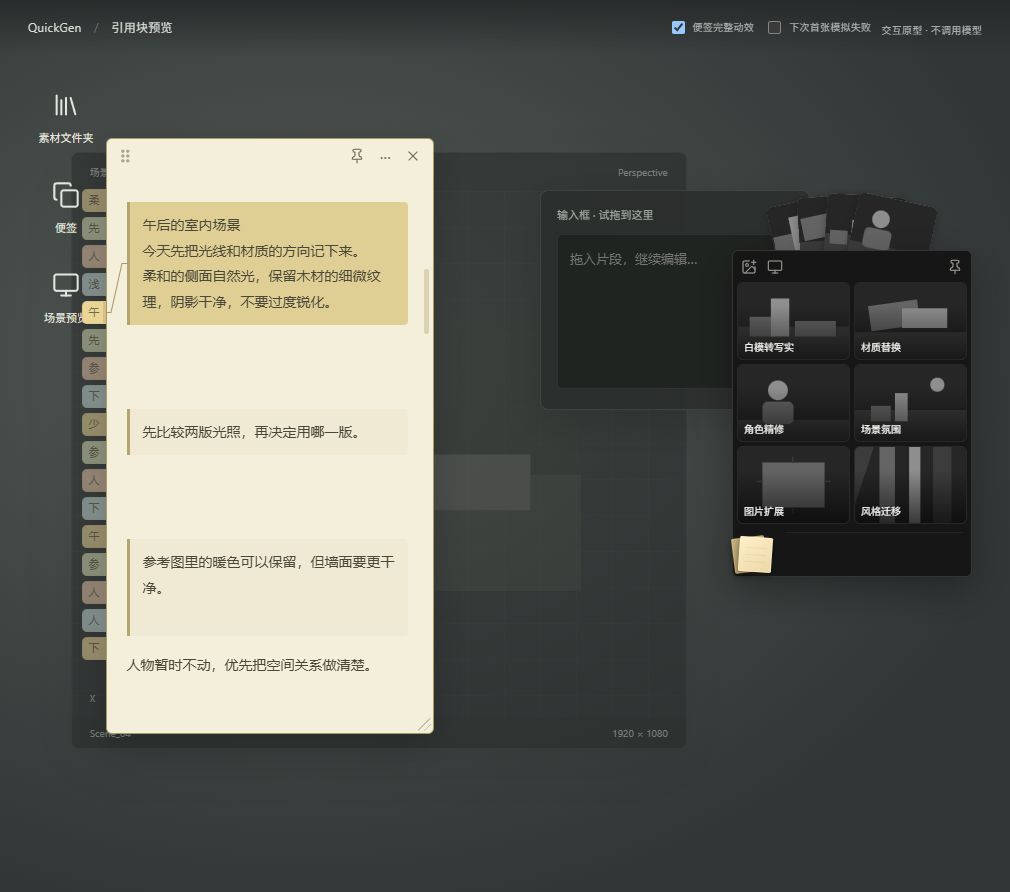 QuickGen / 引用块预览
便签完整动效
下次首张模拟失败
交互原型 · 不调用模型
素材文件夹
便签
场景预览
场景
Perspective
柔
先
人
浅
午
先
参
下
少
参
人
下
午
参
人
人
下
午后的室内场景
今天先把光线和材质的方向记下来。
柔和的侧面自然光，保留木材的细微纹
理，阴影干净，不要过度锐化。
先比较两版光照，再决定用哪一版。
参考图里的暖色可以保留，但墙面要更干
净。
人物暂时不动，优先把空间关系做清楚。
X
Scene_04
1920 × 1080
输入框 · 试拖到这里
拖入片段，继续编辑...
白模转写实
材质替换
角色精修
场景氛围
图片扩展
风格迁移